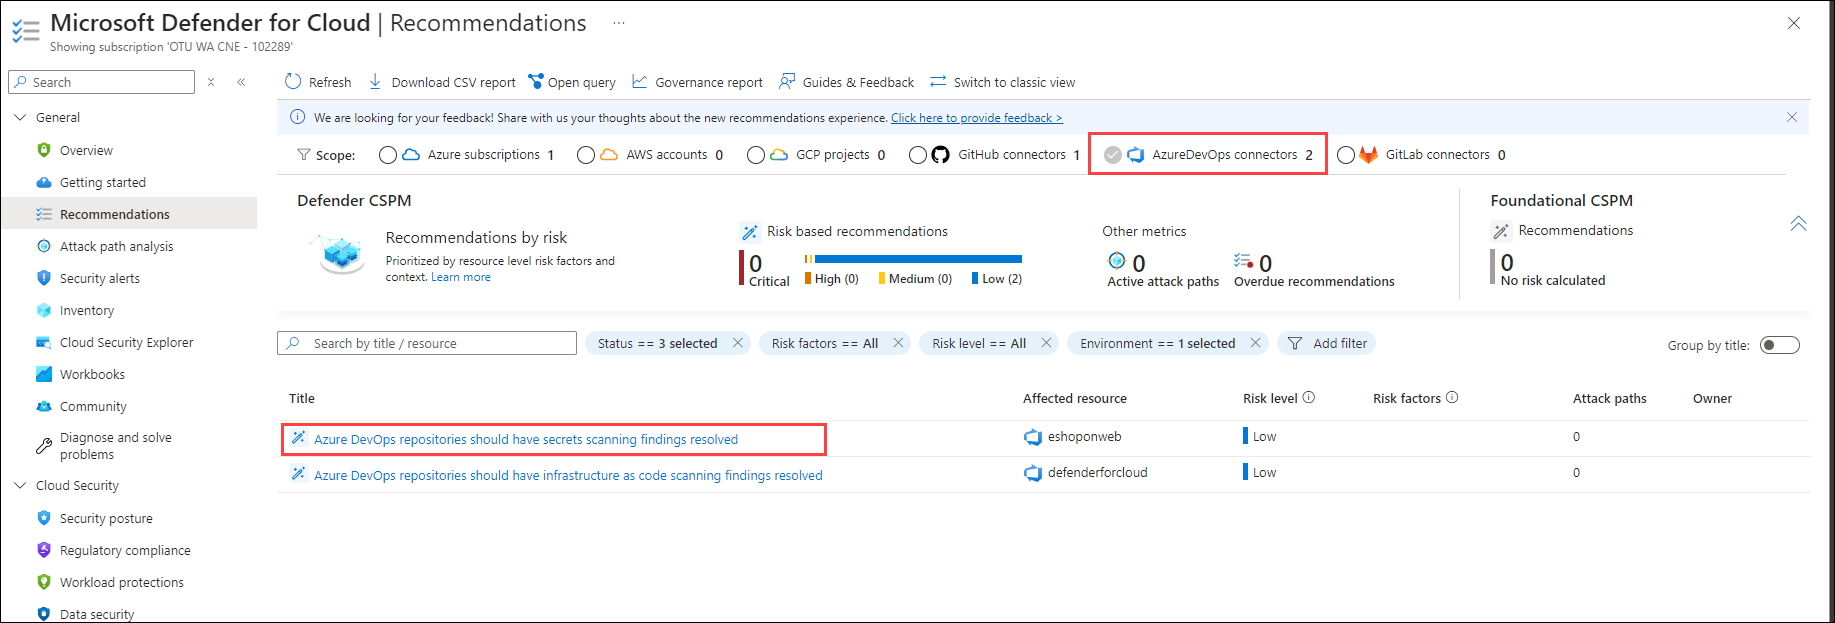 Microsoft Defender for Cloud | Recommendations ...
Showing subscription 'OTU WA CNE - 102289'
Search
General
Overview
Getting started
Recommendations
Attack path analysis
Security alerts
Inventory
Cloud Security Explorer
Workbooks
Community
Diagnose and solve
problems
Cloud Security
Security posture
Regulatory compliance
Workload protections
Data security
Refresh Download CSV report Open query Governance report Guides & Feedback Switch to classic view
We are looking for your feedback! Share with us your thoughts about the new recommendations experience. Click here to provide feedback >
Scope: Azure subscriptions 1 AWS accounts 0 GCP projects 0 GitHub connectors 1 AzureDevOps connectors 2 GitLab connectors 0
Defender CSPM
Recommendations by risk
Prioritized by resource level risk factors and
context. Learn more
Risk based recommendations
0
Critical
High (0) Medium (0) Low (2)
Other metrics
0
Active attack paths
0
Overdue recommendations
Foundational CSPM
Recommendations
0
No risk calculated
Search by title / resource Status == 3 selected Risk factors == All Risk level == All Environment == 1 selected Add filter Group by title:
Title Affected resource Risk level Risk factors Attack paths Owner
Azure DevOps repositories should have secrets scanning findings resolved eshoponweb Low 0
Azure DevOps repositories should have infrastructure as code scanning findings resolved defenderforcloud Low 0